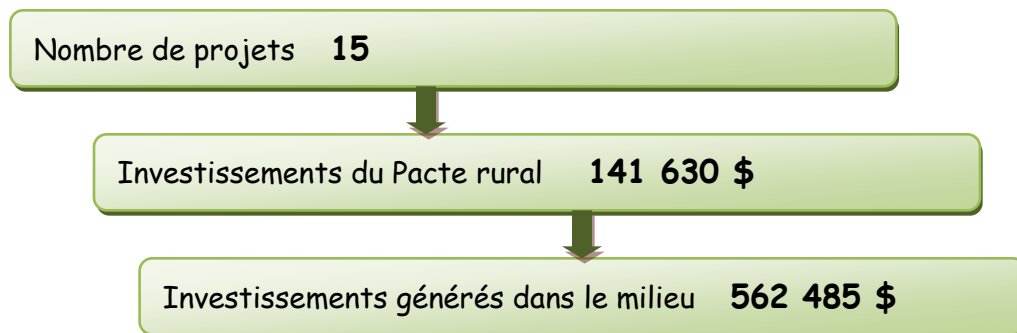 Nombre de projets 15
Investissements du Pacte rural 141 630 $
Investissements générés dans le milieu 562 485 $